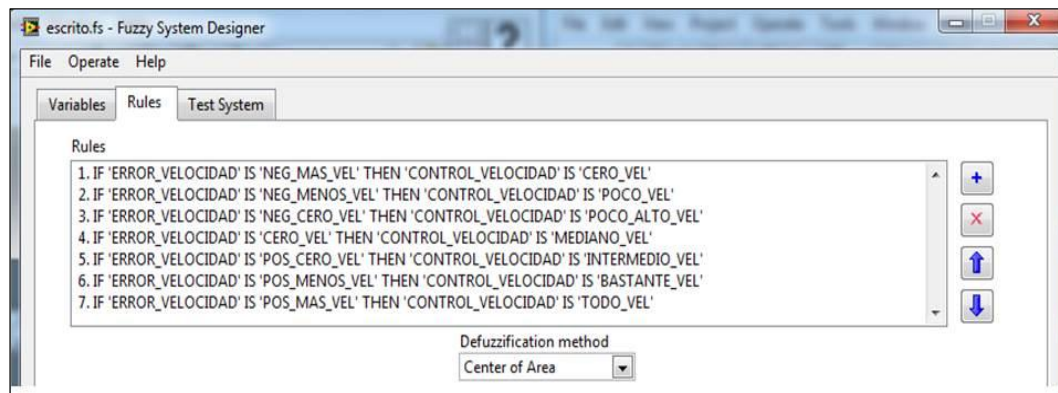 escrito.fs - Fuzzy System Designer
File Operate Help
Variables Rules Test System
Rules
1. IF 'ERROR_VELOCIDAD' IS 'NEG_MAS_VEL' THEN 'CONTROL_VELOCIDAD' IS 'CERO_VEL'
2. IF 'ERROR_VELOCIDAD' IS 'NEG_MENOS_VEL' THEN 'CONTROL_VELOCIDAD' IS 'POCO_VEL'
3. IF 'ERROR_VELOCIDAD' IS 'NEG_CERO_VEL' THEN 'CONTROL_VELOCIDAD' IS 'POCO_ALTO_VEL'
4. IF 'ERROR_VELOCIDAD' IS 'CERO_VEL' THEN 'CONTROL_VELOCIDAD' IS 'MEDIANO_VEL'
5. IF 'ERROR_VELOCIDAD' IS 'POS_CERO_VEL' THEN 'CONTROL_VELOCIDAD' IS 'INTERMEDIO_VEL'
6. IF 'ERROR_VELOCIDAD' IS 'POS_MENOS_VEL' THEN 'CONTROL_VELOCIDAD' IS 'BASTANTE_VEL'
7. IF 'ERROR_VELOCIDAD' IS 'POS_MAS_VEL' THEN 'CONTROL_VELOCIDAD' IS 'TODO_VEL'
Defuzzification method
Center of Area